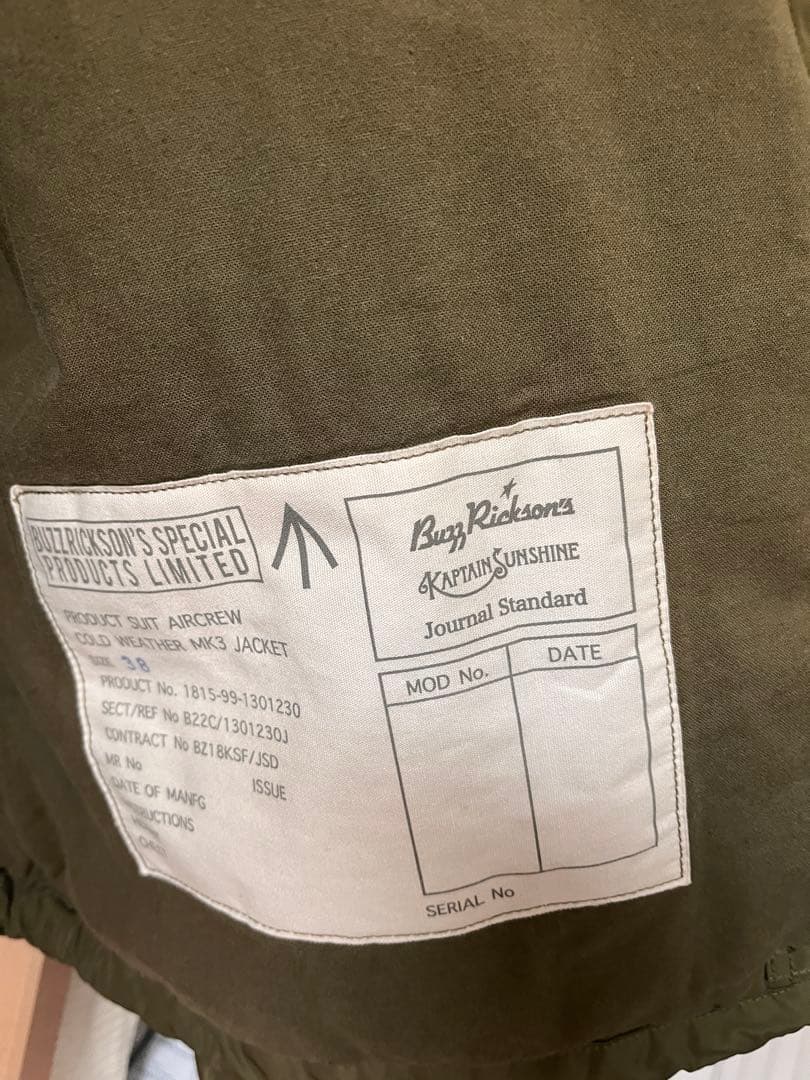 BUZZ RICKSON'S SPECIAL
PRODUCTS LIMITED
PRODUCT SUIT AIRCREW
COLD WEATHER MK3 JACKET
SIZE 38
PRODUCT No. 1815-99-1301230
SECT/REF No B22C/1301230J
CONTRACT No BZ18KSF/JSD
MR No
ISSUE
DATE OF MANFG
INSTRUCTIONS
Buzz Rickson's
KAPTAIN SUNSHINE
Journal Standard
MOD No. DATE
SERIAL No